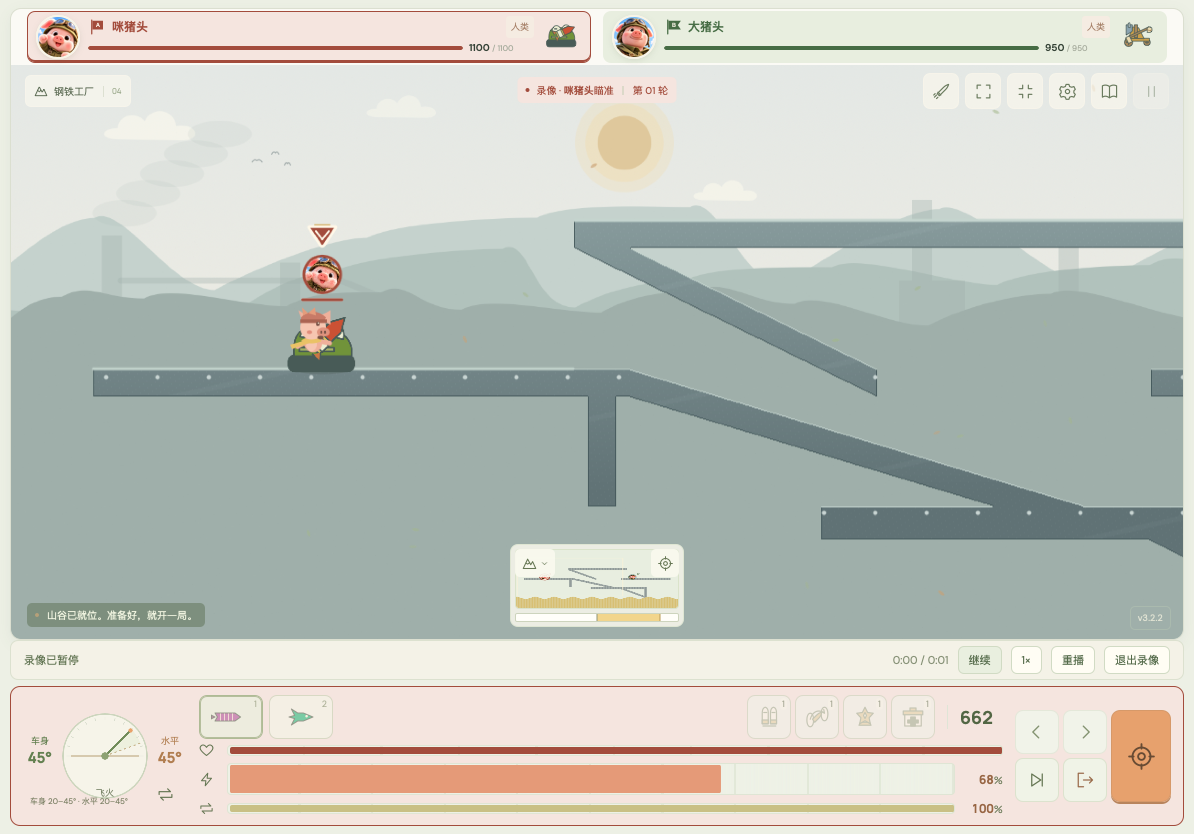 咪猪头
人类
1100 / 1100
大猪头
人类
950 / 950
钢铁工厂 04
录像 · 咪猪头瞄准 第 01 轮
山谷已就位。准备好，就开一局。
v3.2.2
录像已暂停
0:00 / 0:01
继续
1×
重播
退出录像
车身
45°
水平
45°
飞火
车身 20–45° · 水平 20–45°
1
2
1
1
1
1
662
68%
100%